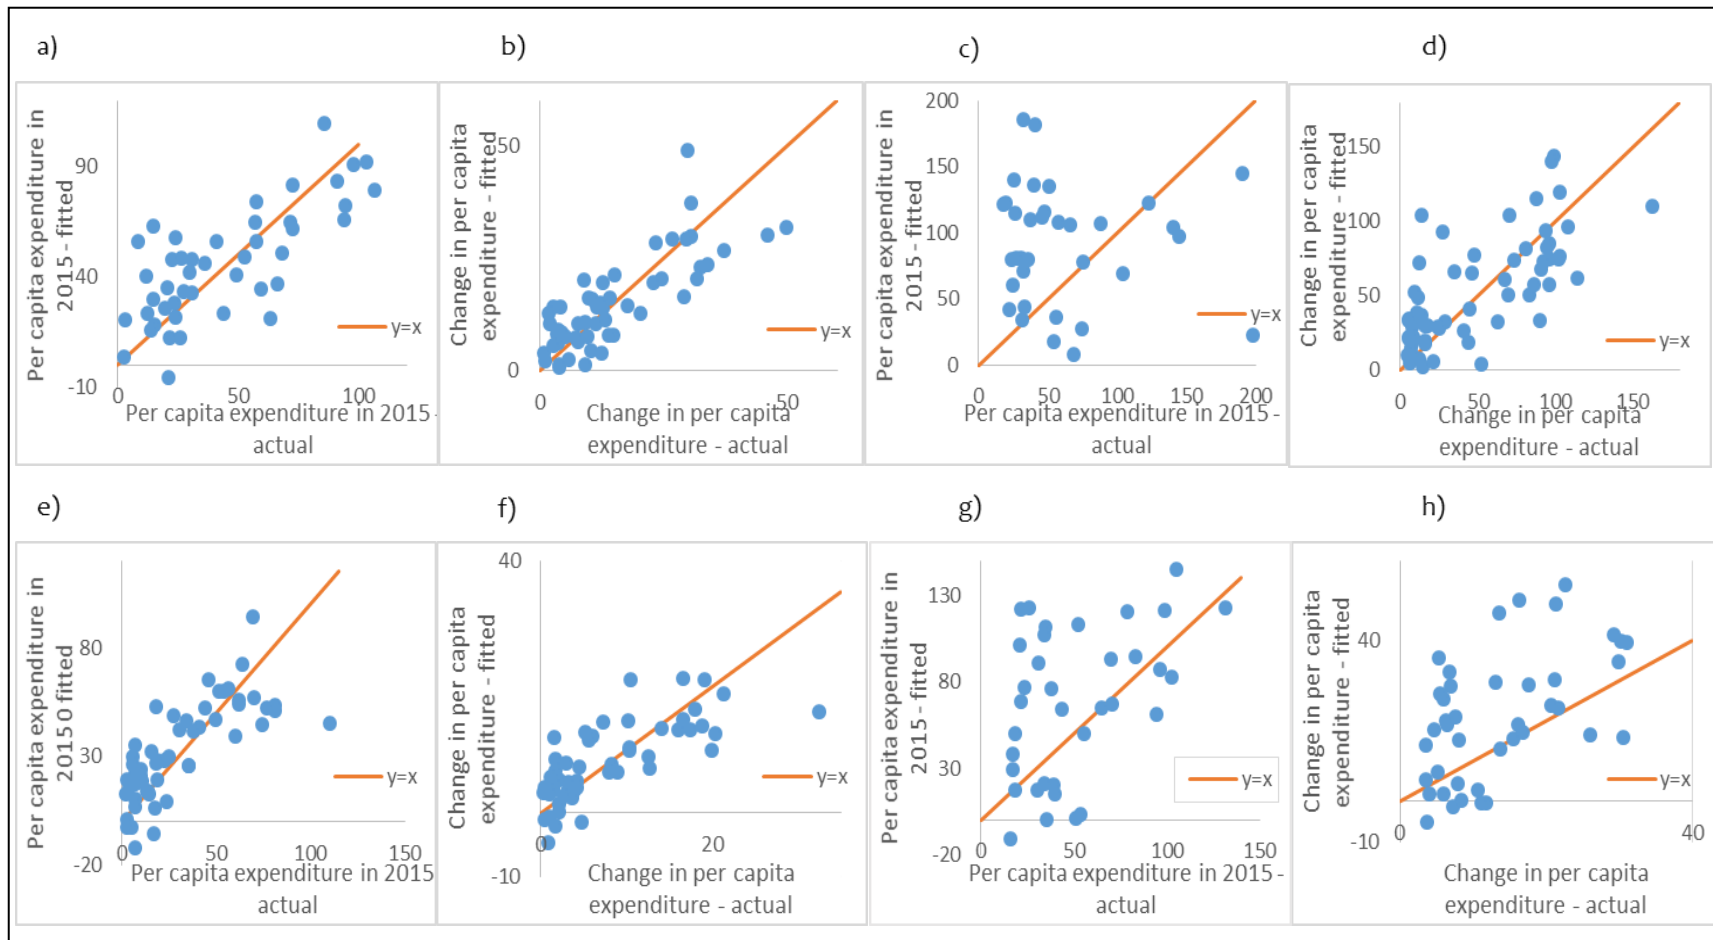 a)
b)
c)
d)
Per capita expenditure in
2015 - fitted
90
40
-10
0
50
100
y=x
Per capita expenditure in 2015 -
actual
Change in per capita
expenditure - fitted
50
0
0
50
y=x
Change in per capita
expenditure - actual
Per capita expenditure in
2015 - fitted
200
150
100
50
0
0
50
100
150
200
y=x
Per capita expenditure in 2015 -
actual
Change in per capita
expenditure - fitted
150
100
50
0
0
50
100
150
y=x
Change in per capita
expenditure - actual
e)
f)
g)
h)
Per capita expenditure in
2015 0 fitted
80
30
-20
0
50
100
150
y=x
Per capita expenditure in 2015
actual
Change in per capita
expenditure - fitted
40
-10
0
20
y=x
Change in per capita
expenditure - actual
Per capita expenditure in
2015 - fitted
130
80
30
-20
0
50
100
150
y=x
Per capita expenditure in 2015 -
actual
Change in per capita
expenditure - fitted
40
-10
0
40
y=x
Change in per capita
expenditure - actual